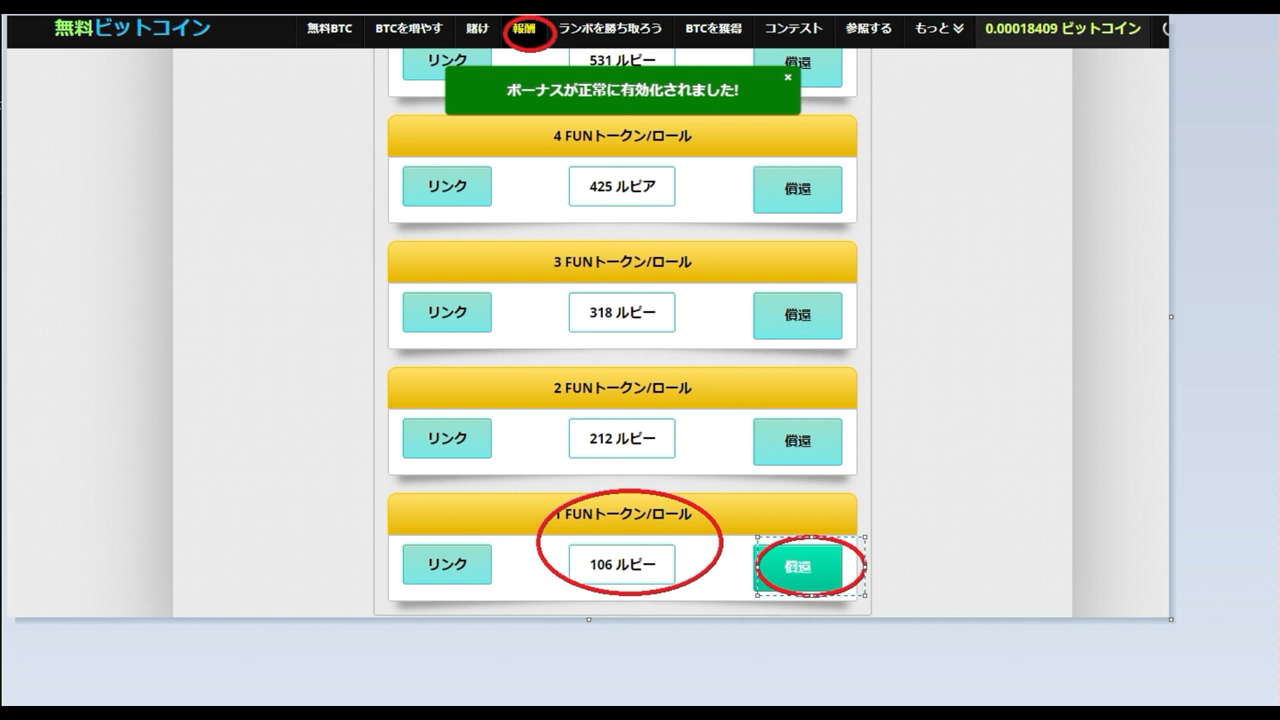 無料ビットコイン 無料BTC BTCを増やす 賭け 報酬 ランボを勝ち取ろう BTCを獲得 コンテスト 参照する もっと 0.00018409 ビットコイン
リンク 531 ルピー 償還
ボーナスが正常に有効化されました! ×
4 FUNトークン/ロール
リンク 425 ルピア 償還
3 FUNトークン/ロール
リンク 318 ルピー 償還
2 FUNトークン/ロール
リンク 212 ルピー 償還
1 FUNトークン/ロール
リンク 106 ルピー 償還